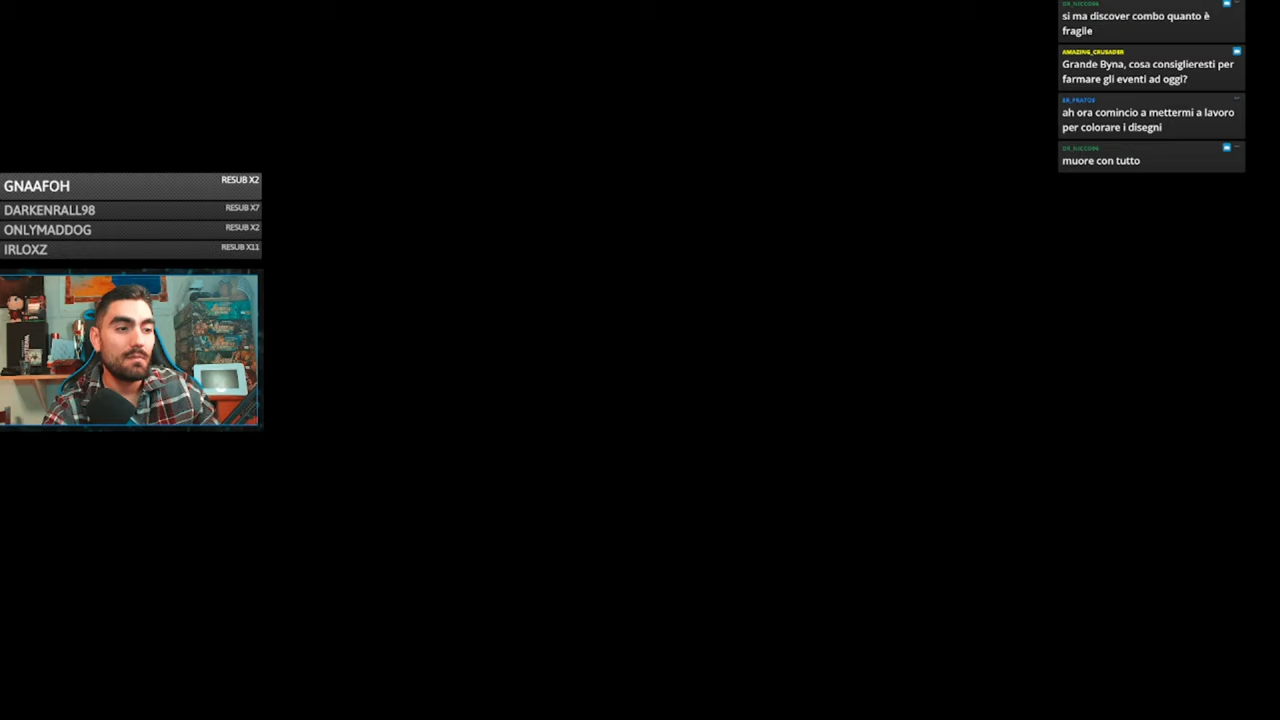 GNAAFOH RESUB X2
DARKENRALL98 RESUB X7
ONLYMADDOG RESUB X2
IRLOXZ RESUB X11
si ma discover combo quanto è
fragile
AMAZING_CRUSADER
Grande Byna, cosa consiglieresti per
farmare gli eventi ad oggi?
ER_PRATOS
ah ora comincio a mettermi a lavoro
per colorare i disegni
muore con tutto